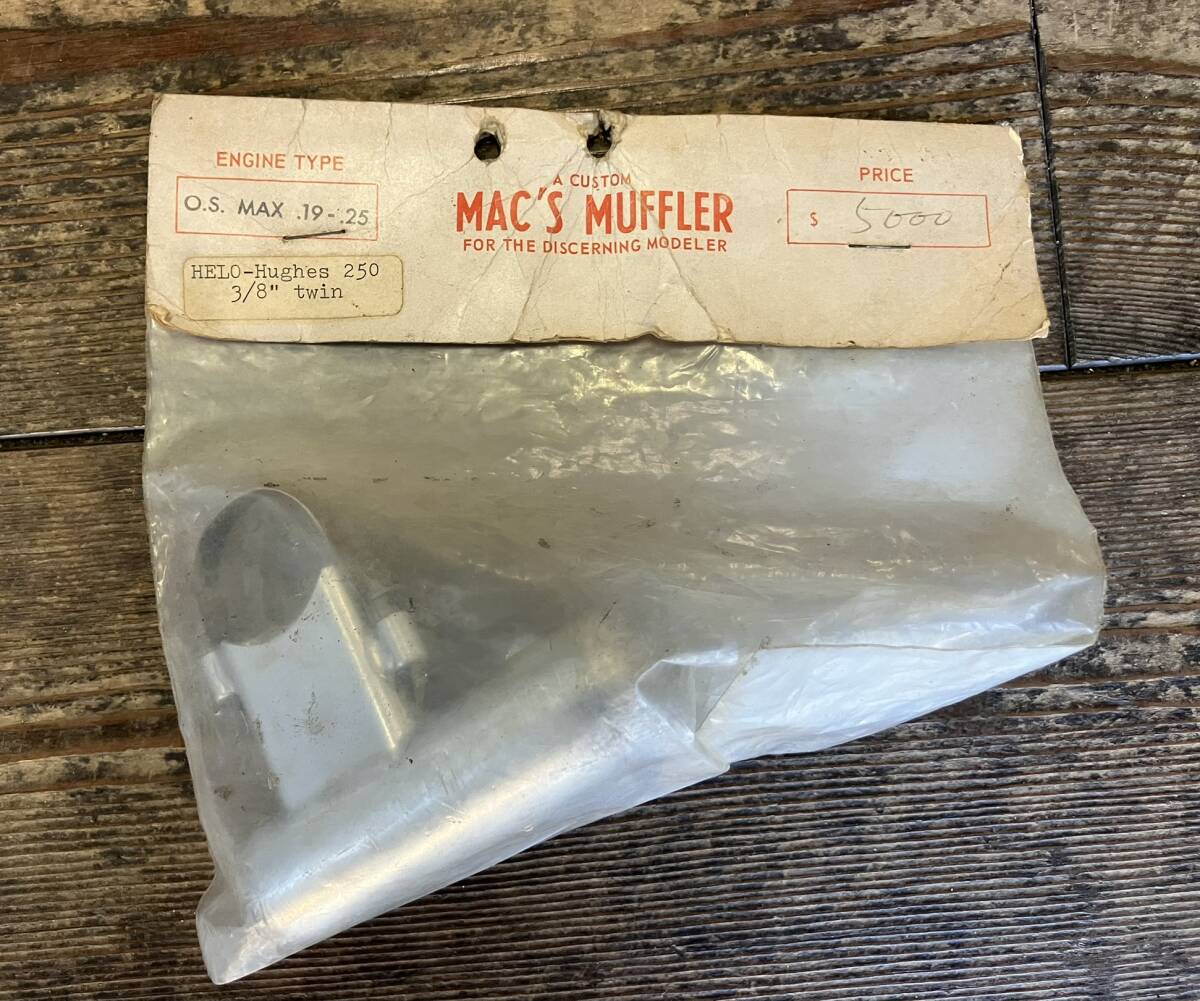 ENGINE TYPE
O.S. MAX .19-.25
HELO-Hughes 250
3/8" twin
A CUSTOM
MAC'S MUFFLER
FOR THE DISCERNING MODELER
PRICE
$ 5000